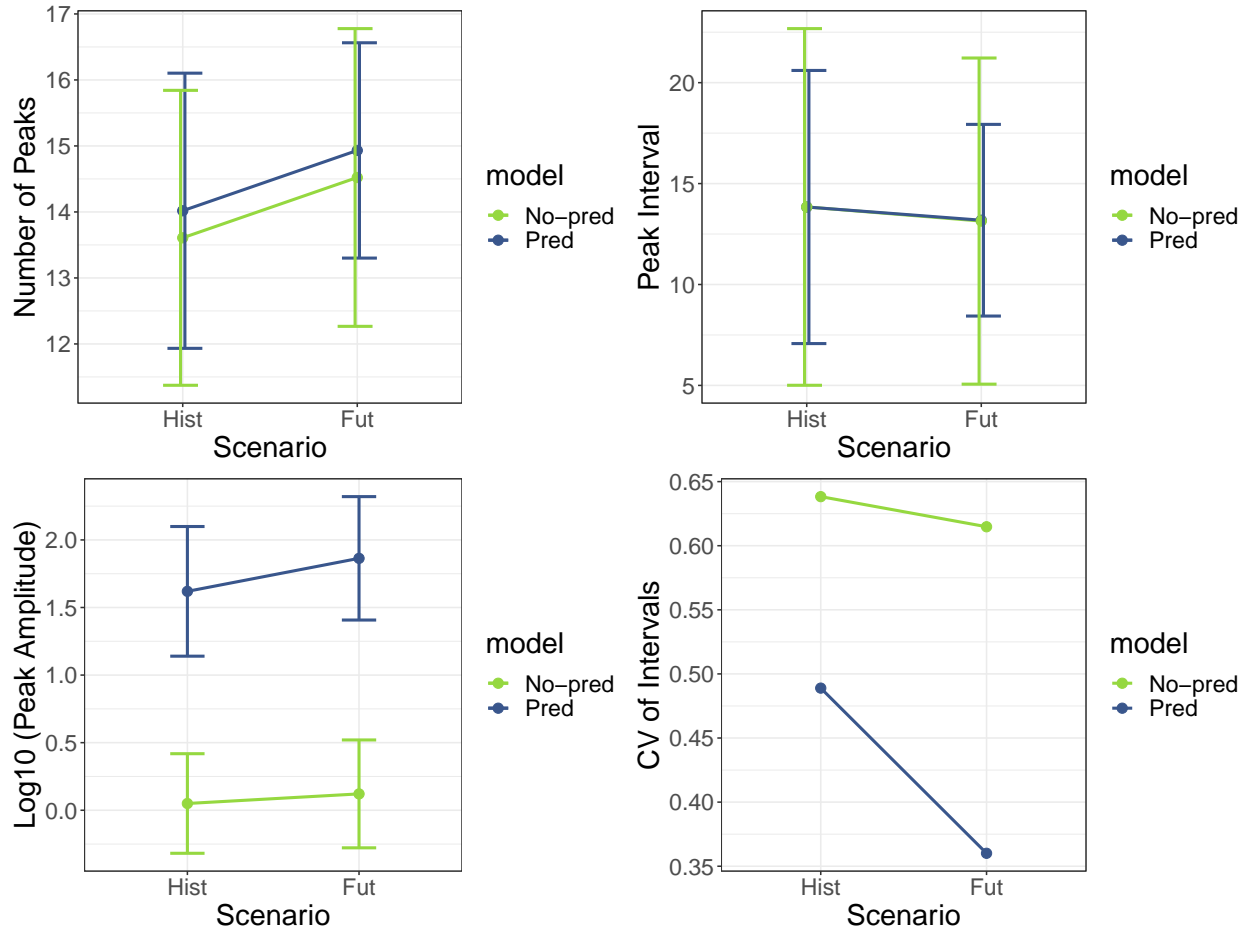 Number of Peaks
17
16
15
14
13
12
Hist
Fut
Scenario
model
No−pred
Pred
Peak Interval
20
15
10
5
Hist
Fut
Scenario
model
No−pred
Pred
Log10 (Peak Amplitude)
2.0
1.5
1.0
0.5
0.0
Hist
Fut
Scenario
model
No−pred
Pred
CV of Intervals
0.65
0.60
0.55
0.50
0.45
0.40
0.35
Hist
Fut
Scenario
model
No−pred
Pred